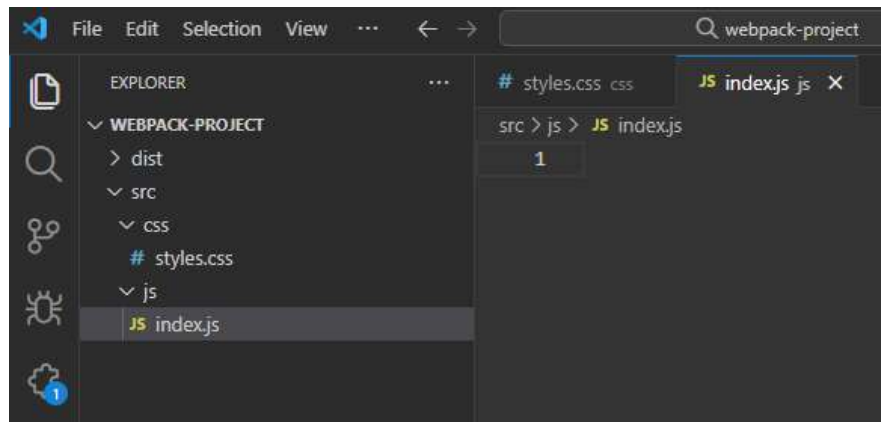 File Edit Selection View ··· ← → webpack-project
EXPLORER ···
WEBPACK-PROJECT
> dist
src
css
# styles.css
js
JS index.js
1
# styles.css css
JS index.js js ×
src > js > JS index.js
1